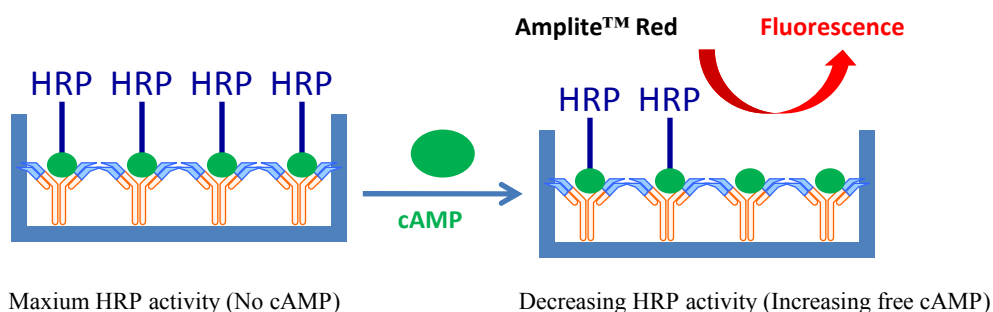 Amplite™ Red Fluorescence
HRP HRP HRP HRP
HRP HRP
cAMP
Maxium HRP activity (No cAMP) Decreasing HRP activity (Increasing free cAMP)